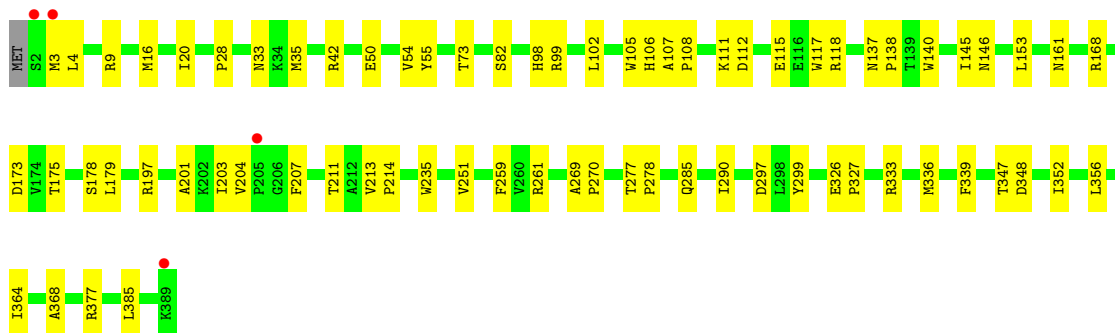 MET S2 M3 L4 R9 M16 I20 P28 N33 K34 M35 R42 E50 V54 Y55 T73 S82 H98 R99 L102 W105 H106 A107 P108 K111 D112 E115 E116 W117 R118 N137 P138 T139 W140 I145 N146 L153 N161 R168
D173 V174 T175 S178 L179 R197 A201 K202 I203 V204 P205 G206 F207 T211 A212 V213 P214 W235 V251 F259 V260 R261 A269 P270 T277 P278 Q285 I290 D297 L298 Y299 E326 P327 R333 M336 F339 T347 D348 I352 L356
I364 A368 R377 L385 K389